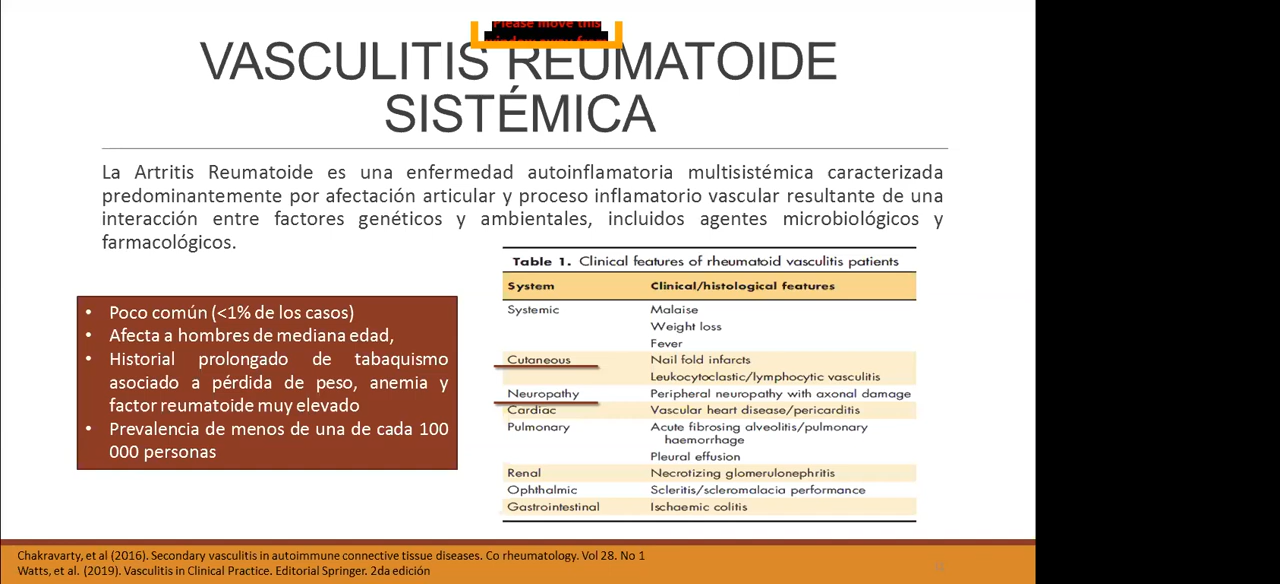 Please move this
VASCULITIS REUMATOIDE
SISTÉMICA
La Artritis Reumatoide es una enfermedad autoinflamatoria multisistémica caracterizada
predominantemente por afectación articular y proceso inflamatorio vascular resultante de una
interacción entre factores genéticos y ambientales, incluidos agentes microbiológicos y
farmacológicos.
• Poco común (<1% de los casos)
• Afecta a hombres de mediana edad,
• Historial prolongado de tabaquismo
asociado a pérdida de peso, anemia y
factor reumatoide muy elevado
• Prevalencia de menos de una de cada 100
000 personas
Table 1. Clinical features of rheumatoid vasculitis patients
System Clinical/histological features
Systemic Malaise
Weight loss
Fever
Cutaneous Nail fold infarcts
Leukocytoclastic/lymphocytic vasculitis
Neuropathy Peripheral neuropathy with axonal damage
Cardiac Vascular heart disease/pericarditis
Pulmonary Acute fibrosing alveolitis/pulmonary
haemorrhage
Pleural effusion
Renal Necrotizing glomerulonephritis
Ophthalmic Scleritis/scleromalacia performance
Gastrointestinal Ischaemic colitis
Chakravarty, et al (2016). Secondary vasculitis in autoimmune connective tissue diseases. Co rheumatology. Vol 28. No 1
Watts, et al. (2019). Vasculitis in Clinical Practice. Editorial Springer. 2da edición